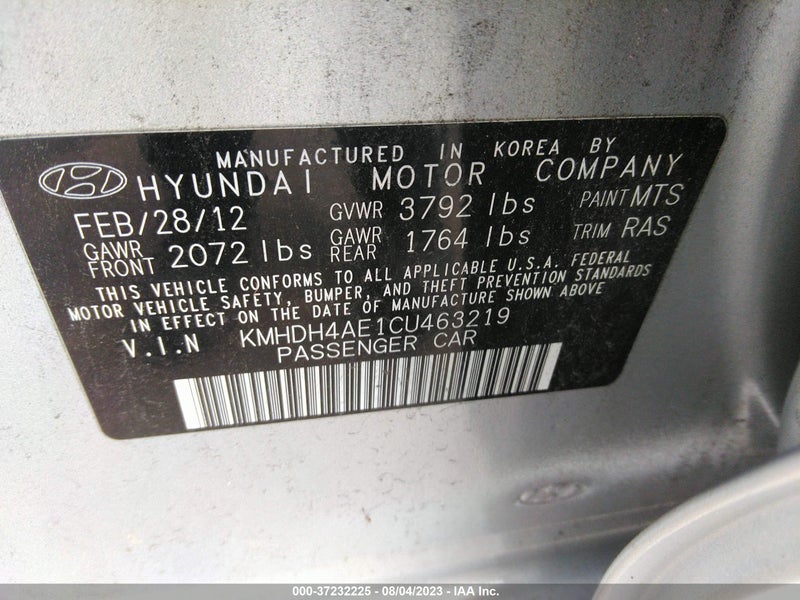 MANUFACTURED IN KOREA BY
HYUNDAI MOTOR COMPANY
FEB/28/12 GVWR 3792 lbs PAINT MTS
GAWR FRONT 2072 lbs GAWR REAR 1764 lbs TRIM RAS
THIS VEHICLE CONFORMS TO ALL APPLICABLE U.S.A. FEDERAL
MOTOR VEHICLE SAFETY, BUMPER, AND THEFT PREVENTION STANDARDS
IN EFFECT ON THE DATE OF MANUFACTURE SHOWN ABOVE
V.I.N KMHDH4AE1CU463219
PASSENGER CAR
000-37232225 - 08/04/2023 - IAA Inc.